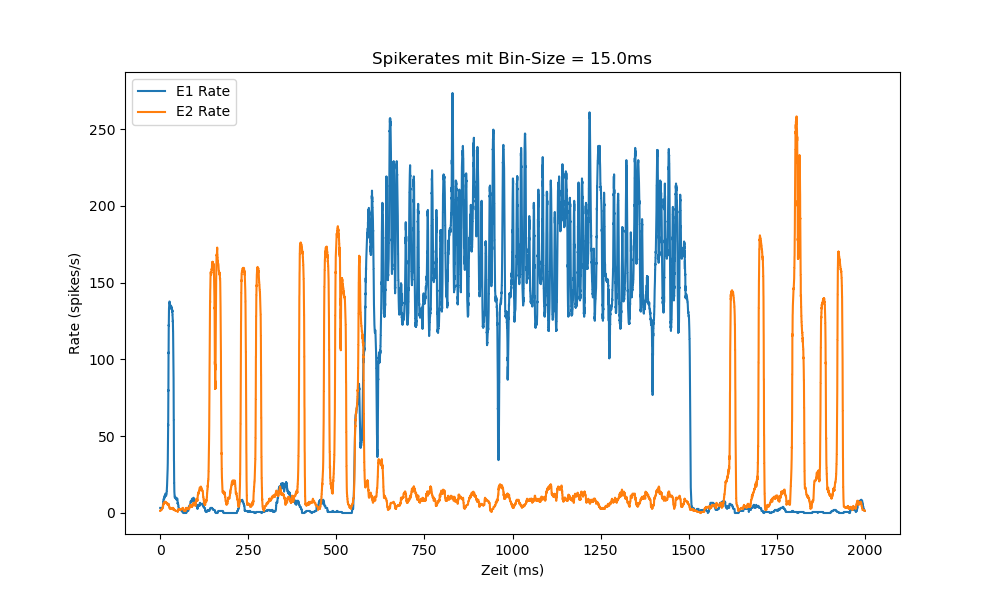 Spikerates mit Bin-Size = 15.0ms
E1 Rate
E2 Rate
Rate (spikes/s)
250
200
150
100
50
0
0 250 500 750 1000 1250 1500 1750 2000
Zeit (ms)